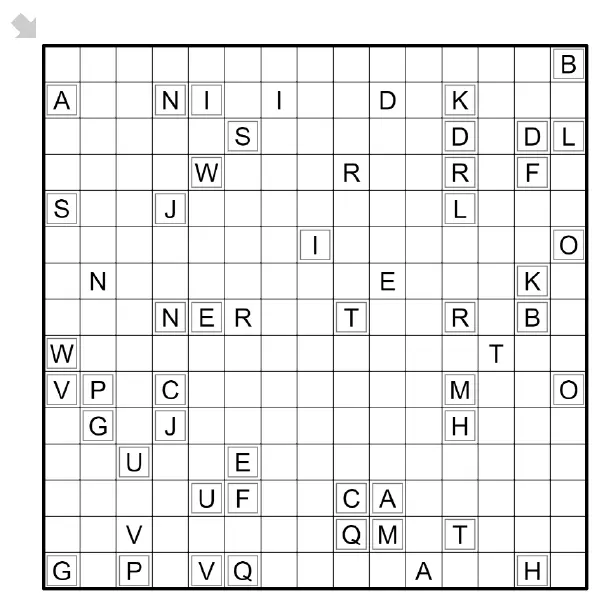 B
A N I I D K
S D D L
W R R F
S J L
I O
N E K
N E R T R B
W T
V P C M O
G J H
U E
U F C A
V Q M T
G P V Q A H